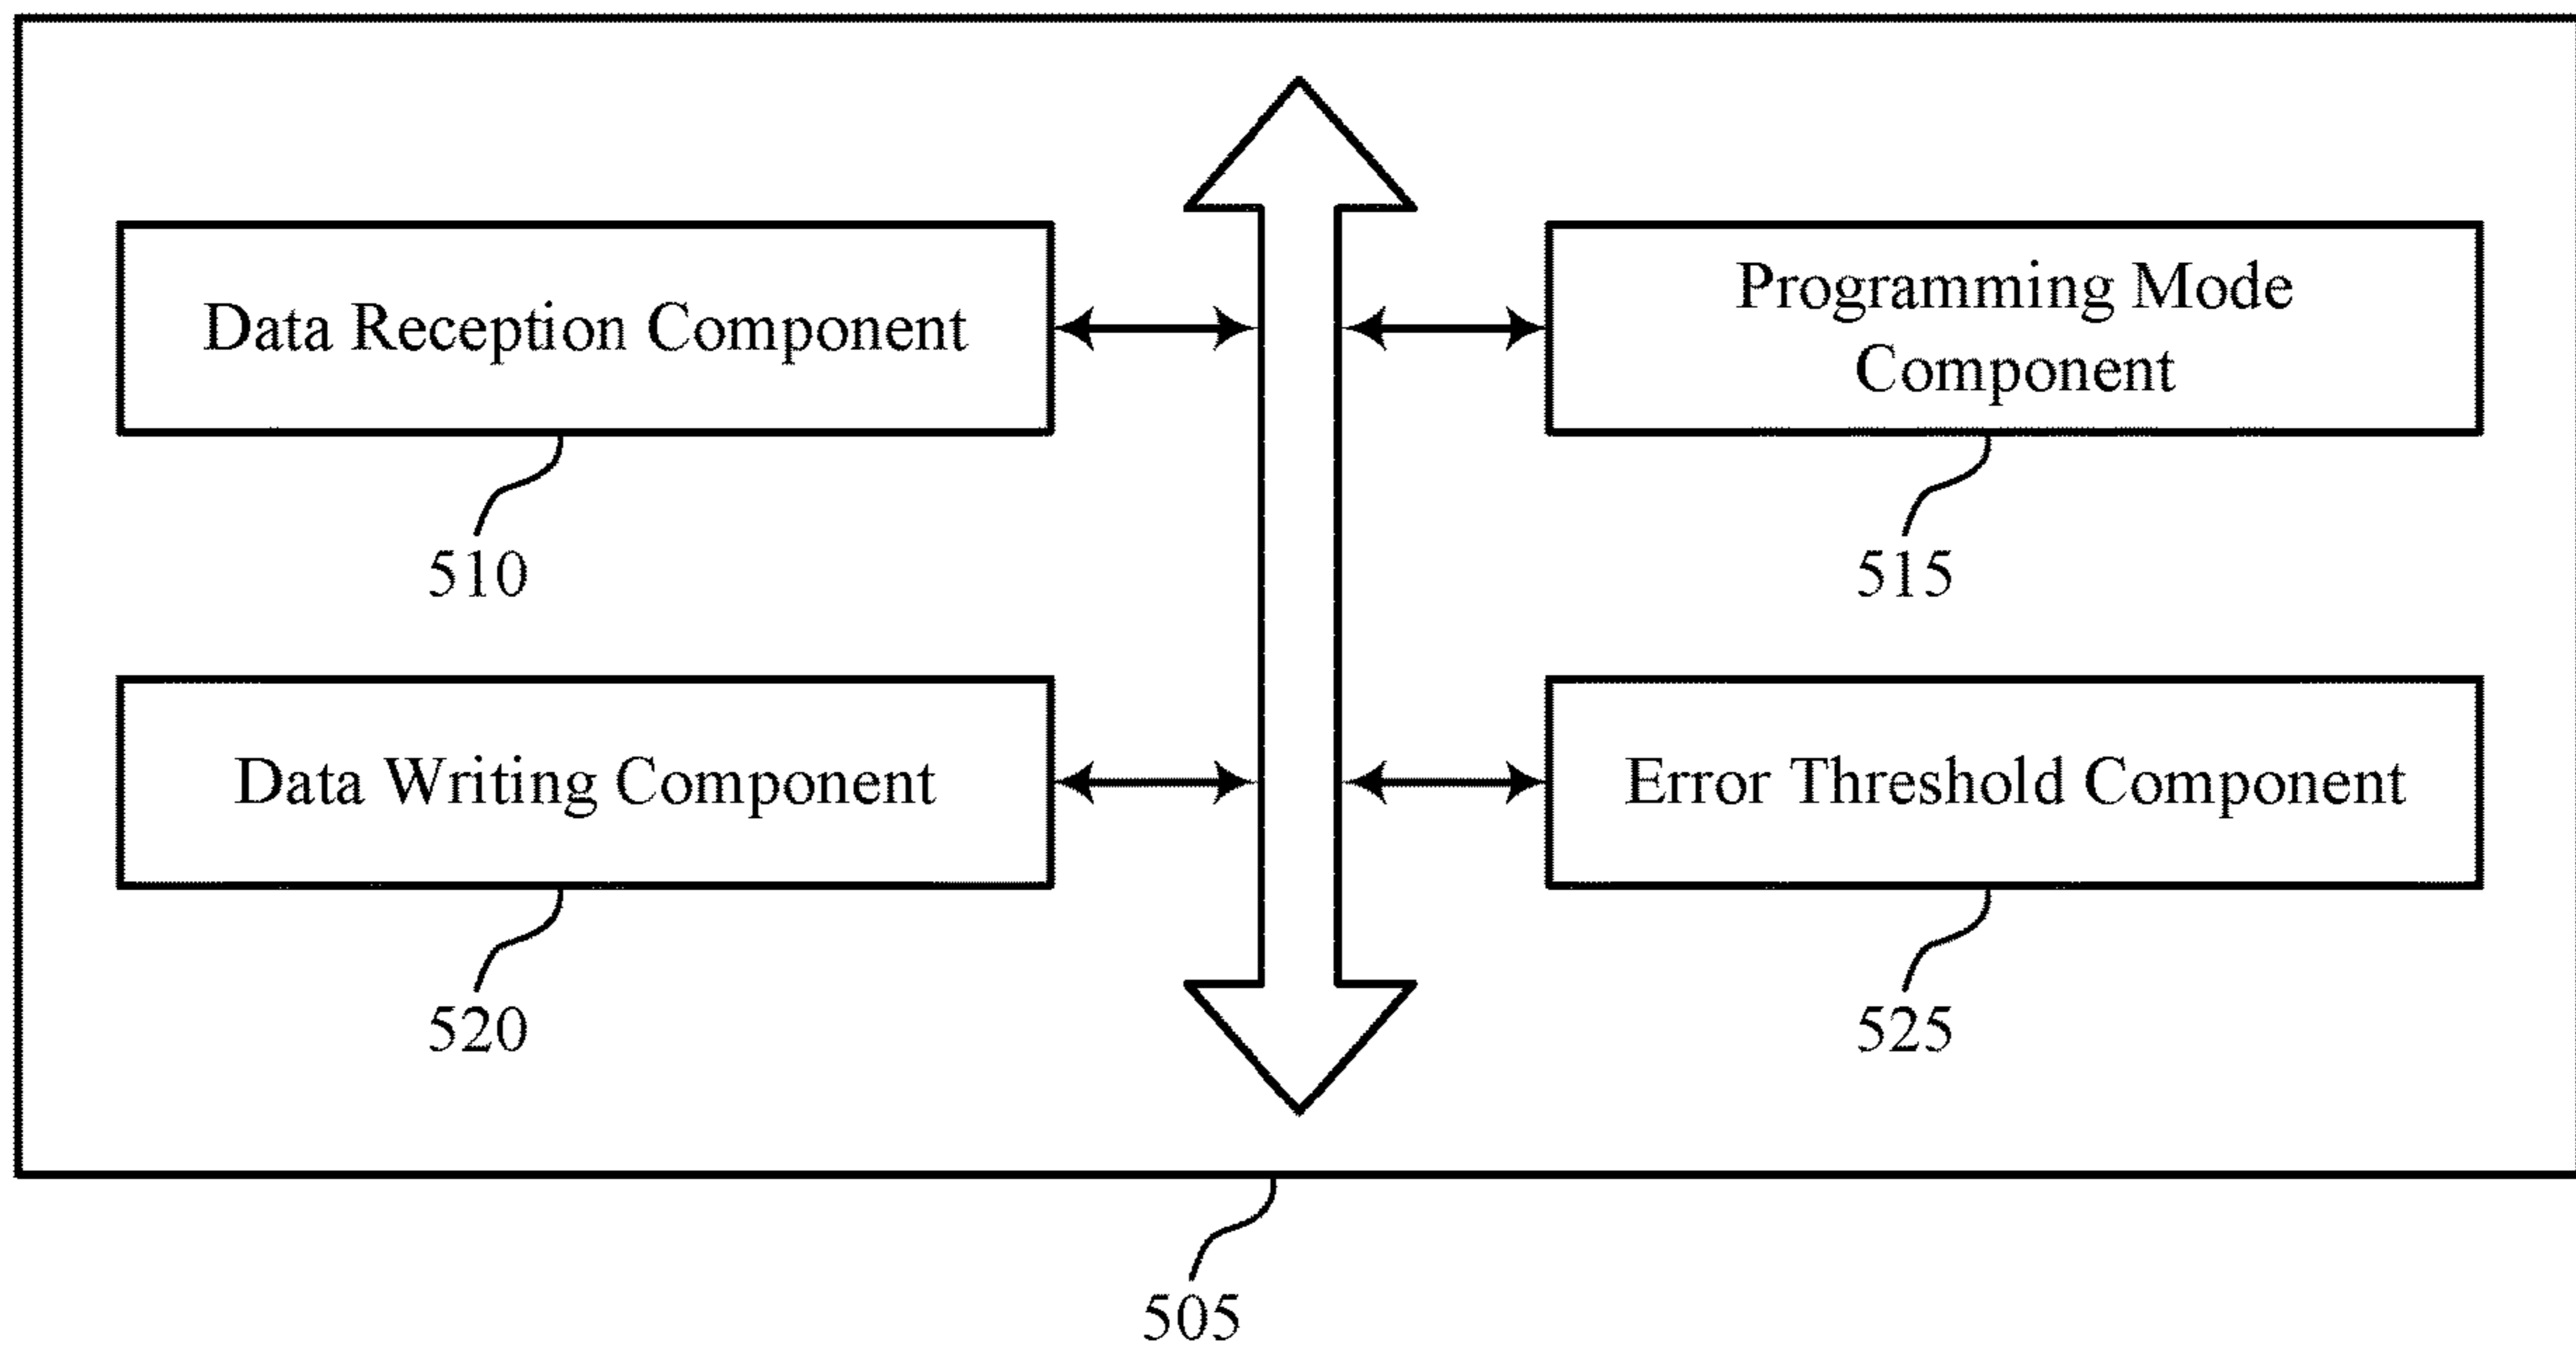 Data Reception Component
Programming Mode
Component
510
515
Data Writing Component
Error Threshold Component
520
525
505